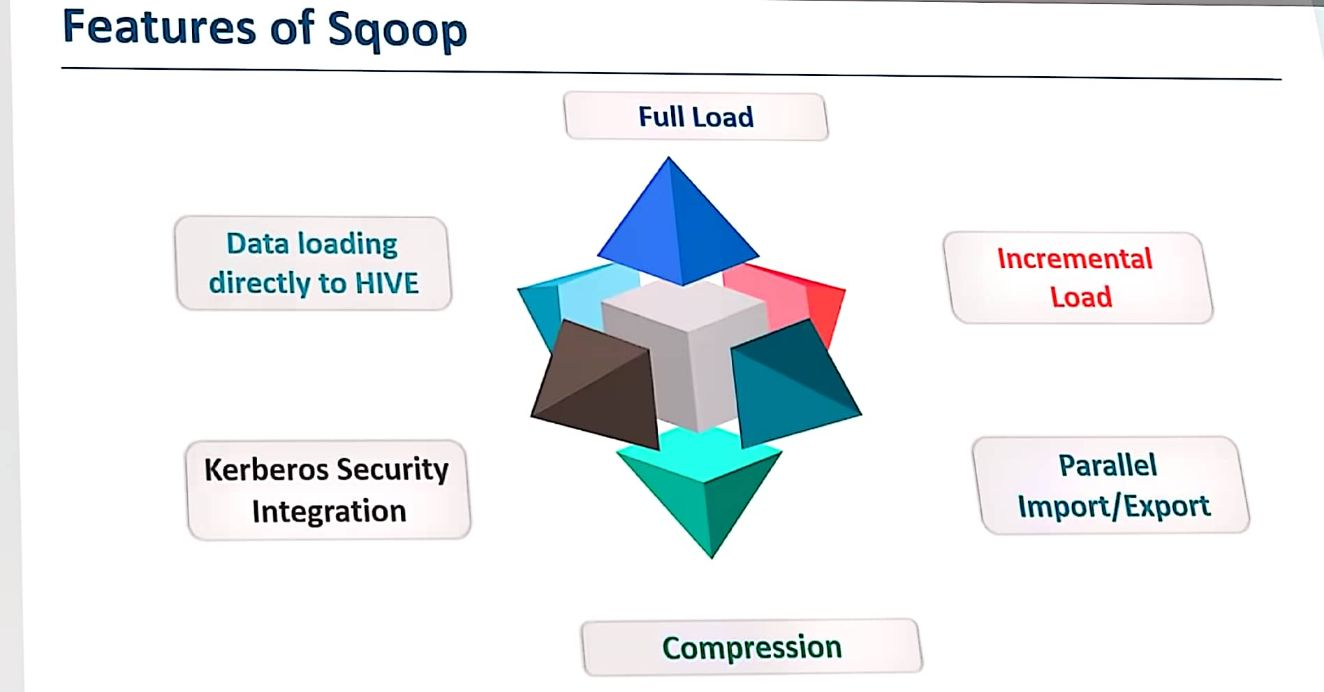 Features of Sqoop
Full Load
Data loading
directly to HIVE
Incremental
Load
Kerberos Security
Integration
Parallel
Import/Export
Compression